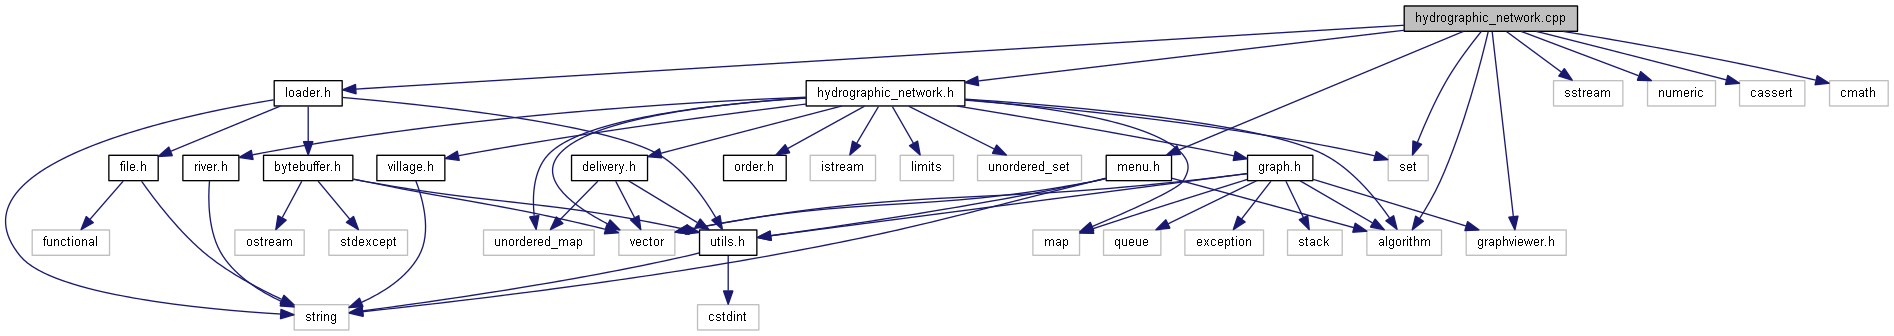 hydrographic_network.cpp
loader.h
hydrographic_network.h
sstream
numeric
cassert
cmath
file.h
river.h
bytebuffer.h
village.h
delivery.h
order.h
istream
limits
unordered_set
menu.h
graph.h
set
functional
ostream
stdexcept
unordered_map
vector
utils.h
map
queue
exception
stack
algorithm
graphviewer.h
string
cstdint